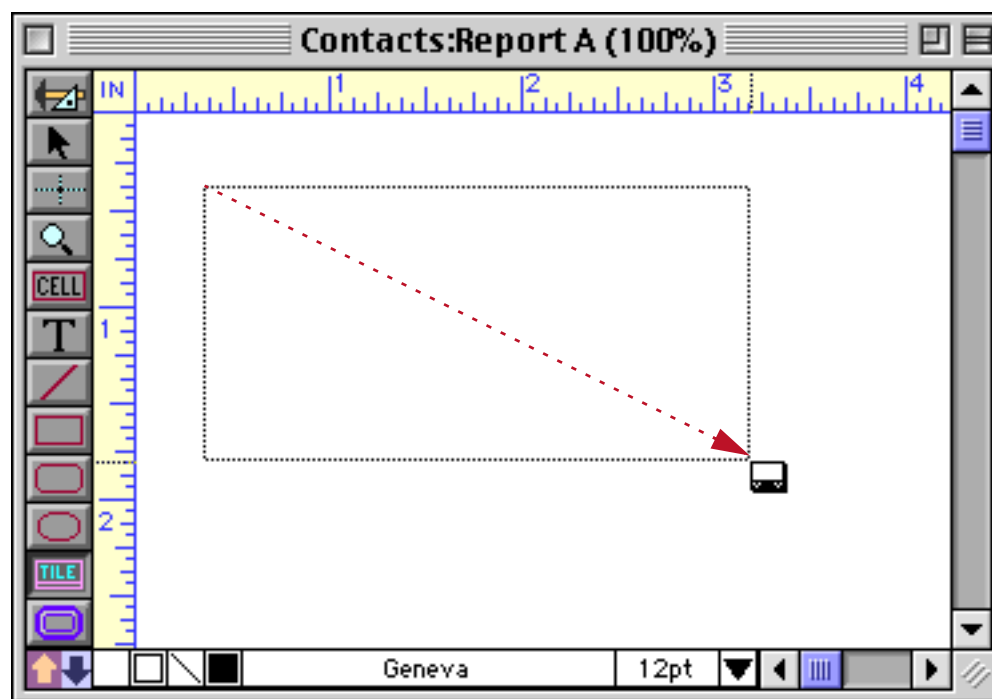 Contacts:Report A (100%)
IN 1 2 3 4
CELL
1
T
2
TILE
Geneva 12pt